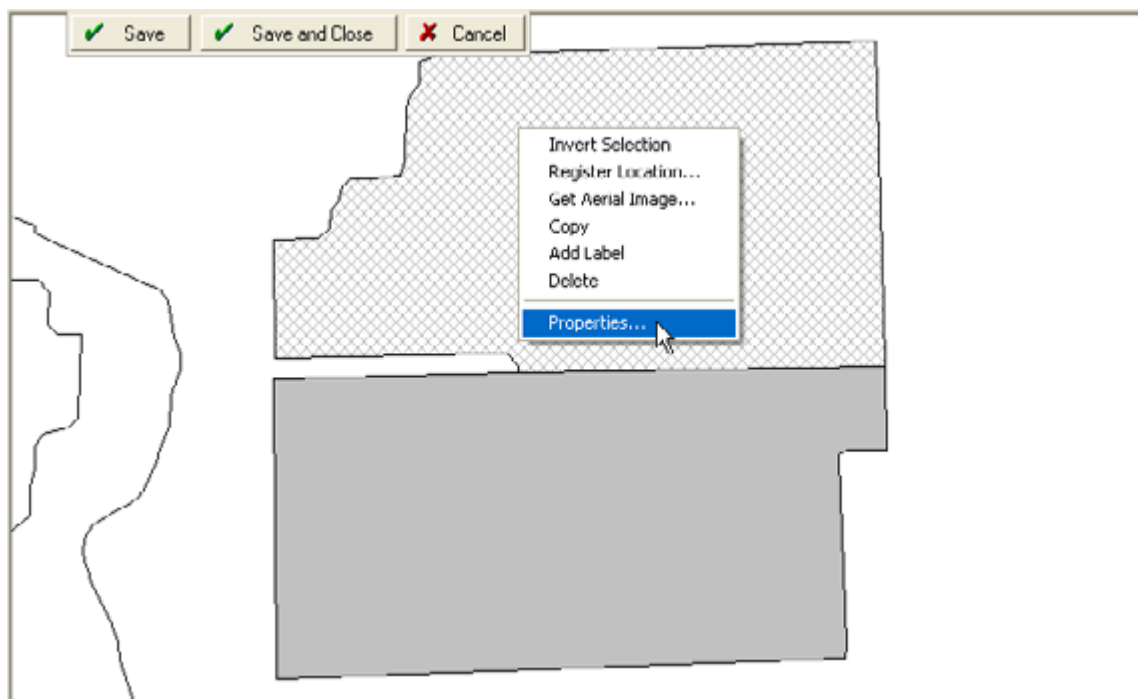 Save Save and Close Cancel
Invert Selection
Register Location...
Get Aerial Image...
Copy
Add Label
Delete
Properties...